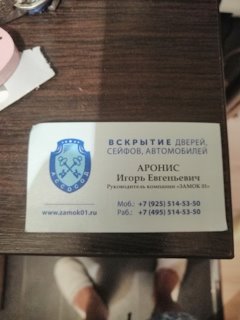 ВСКРЫТИЕ ДВЕРЕЙ,
СЕЙФОВ, АВТОМОБИЛЕЙ
АРОНИС
Игорь Евгеньевич
Руководитель компании «ЗАМОК 01»
www.zamok01.ru
Моб.: +7 (925) 514-53-50
Раб.: +7 (495) 514-53-50